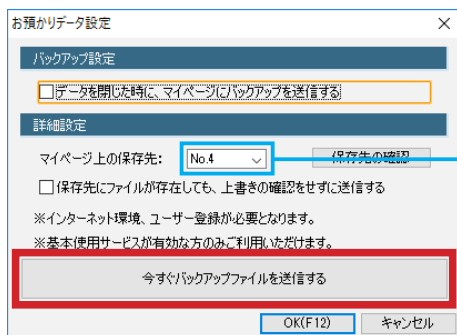 お預かりデータ設定
バックアップ設定
データを閉じた時に、マイページにバックアップを送信する
詳細設定
マイページ上の保存先: No.4 保存先の確認
保存先にファイルが存在しても、上書きの確認をせずに送信する
※インターネット環境、ユーザー登録が必要となります。
※基本使用サービスが有効な方のみご利用いただけます。
今すぐバックアップファイルを送信する
OK(F12) キャンセル